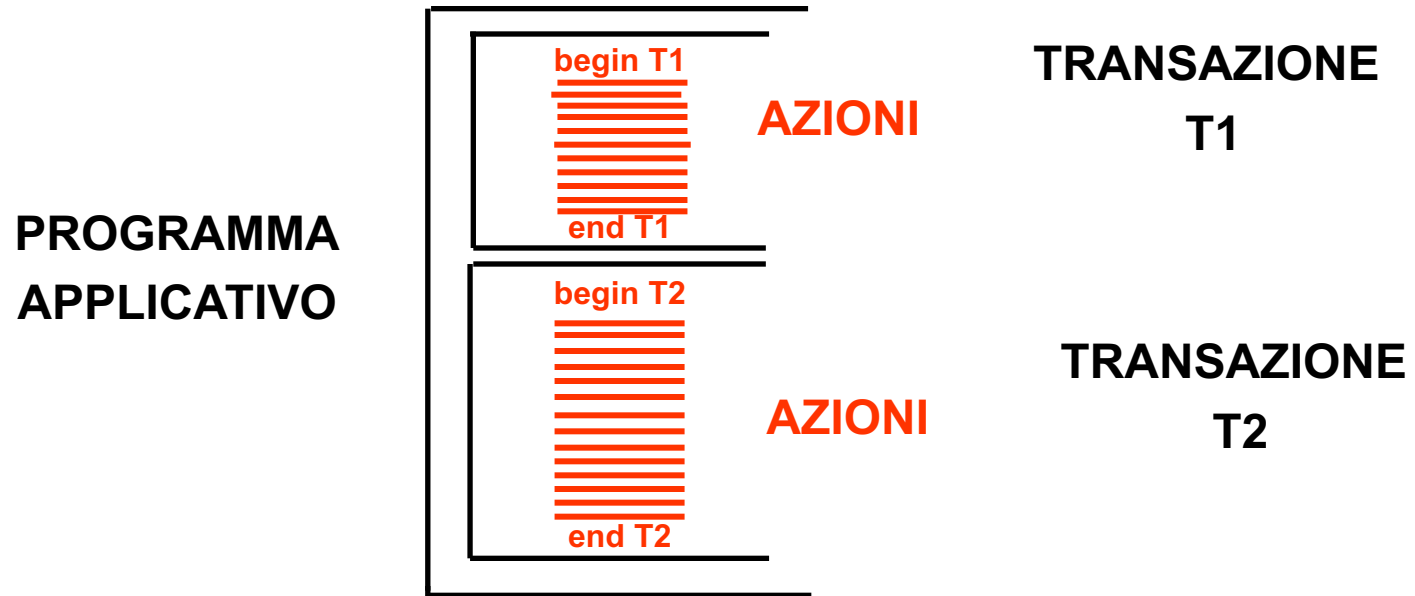 PROGRAMMA
APPLICATIVO
begin T1
AZIONI
end T1
TRANSAZIONE
T1
begin T2
AZIONI
end T2
TRANSAZIONE
T2